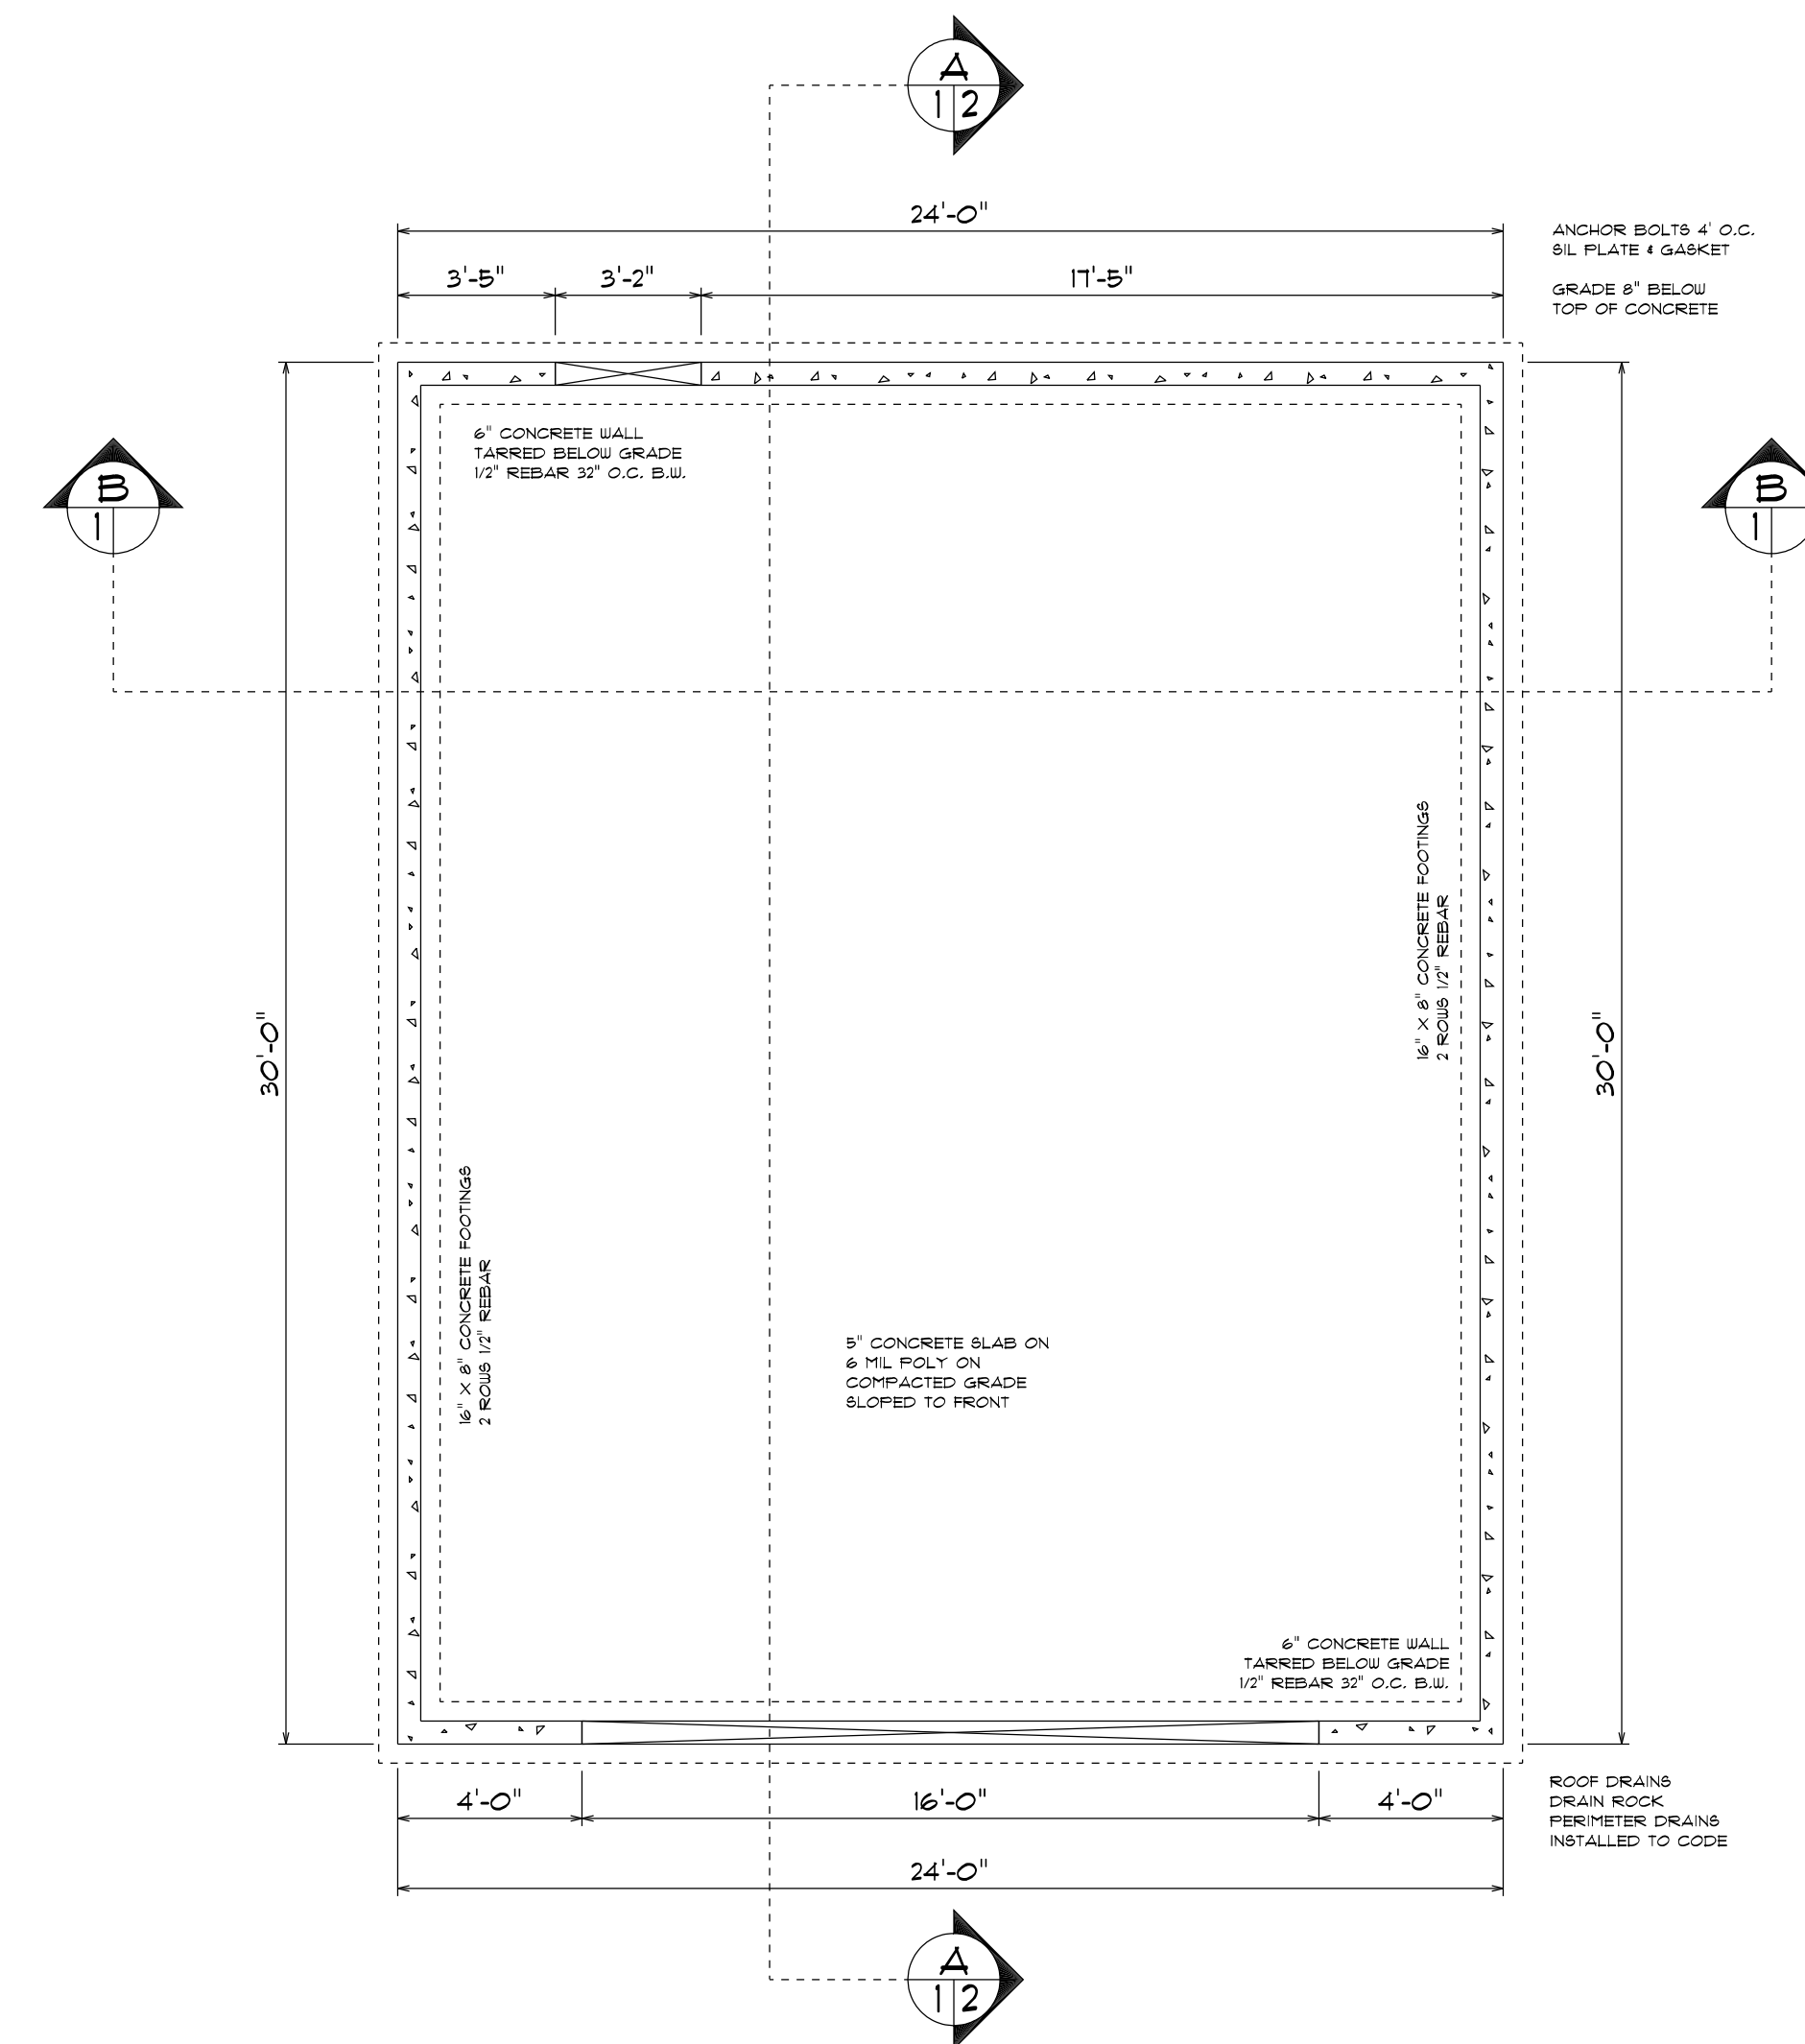 A
1 2
24'-0"
3'-5"
3'-2"
17'-5"
ANCHOR BOLTS 4' O.C.
SIL PLATE & GASKET
GRADE 8" BELOW
TOP OF CONCRETE
6" CONCRETE WALL
TARRED BELOW GRADE
1/2" REBAR 32" O.C. B.W.
B
1
B
1
30'-0"
16" X 8" CONCRETE FOOTINGS
2 ROWS 1/2" REBAR
30'-0"
16" X 8" CONCRETE FOOTINGS
2 ROWS 1/2" REBAR
5" CONCRETE SLAB ON
6 MIL POLY ON
COMPACTED GRADE
SLOPED TO FRONT
6" CONCRETE WALL
TARRED BELOW GRADE
1/2" REBAR 32" O.C. B.W.
4'-0"
16'-0"
4'-0"
ROOF DRAINS
DRAIN ROCK
PERIMETER DRAINS
INSTALLED TO CODE
24'-0"
A
1 2